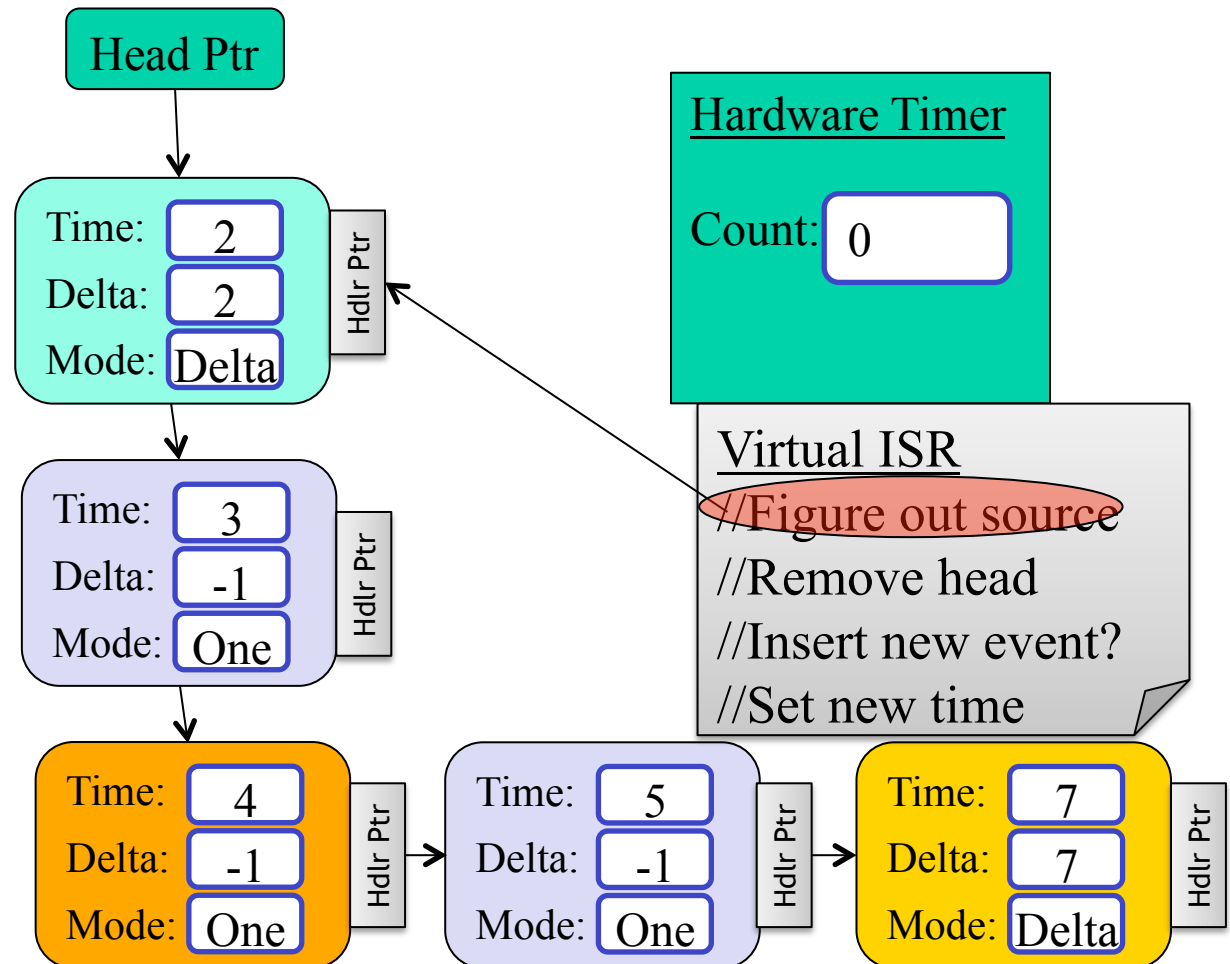 Head Ptr
Hardware Timer
Count: 0
Time: 2
Delta: 2
Mode: Delta
Hdlr Ptr
Virtual ISR
//Figure out source
//Remove head
//Insert new event?
//Set new time
Time: 3
Delta: -1
Mode: One
Hdlr Ptr
Time: 4
Delta: -1
Mode: One
Hdlr Ptr
Time: 5
Delta: -1
Mode: One
Hdlr Ptr
Time: 7
Delta: 7
Mode: Delta
Hdlr Ptr